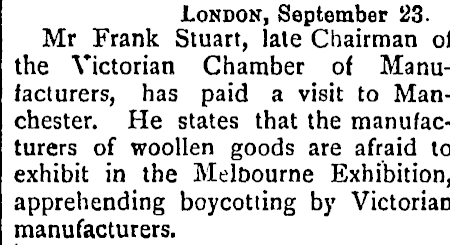 LONDON, September 23.
Mr Frank Stuart, late Chairman of
the Victorian Chamber of Manu-
facturers, has paid a visit to Man-
chester. He states that the manufac-
turers of woollen goods are afraid to
exhibit in the Melbourne Exhibition,
apprehending boycotting by Victorian
manufacturers.